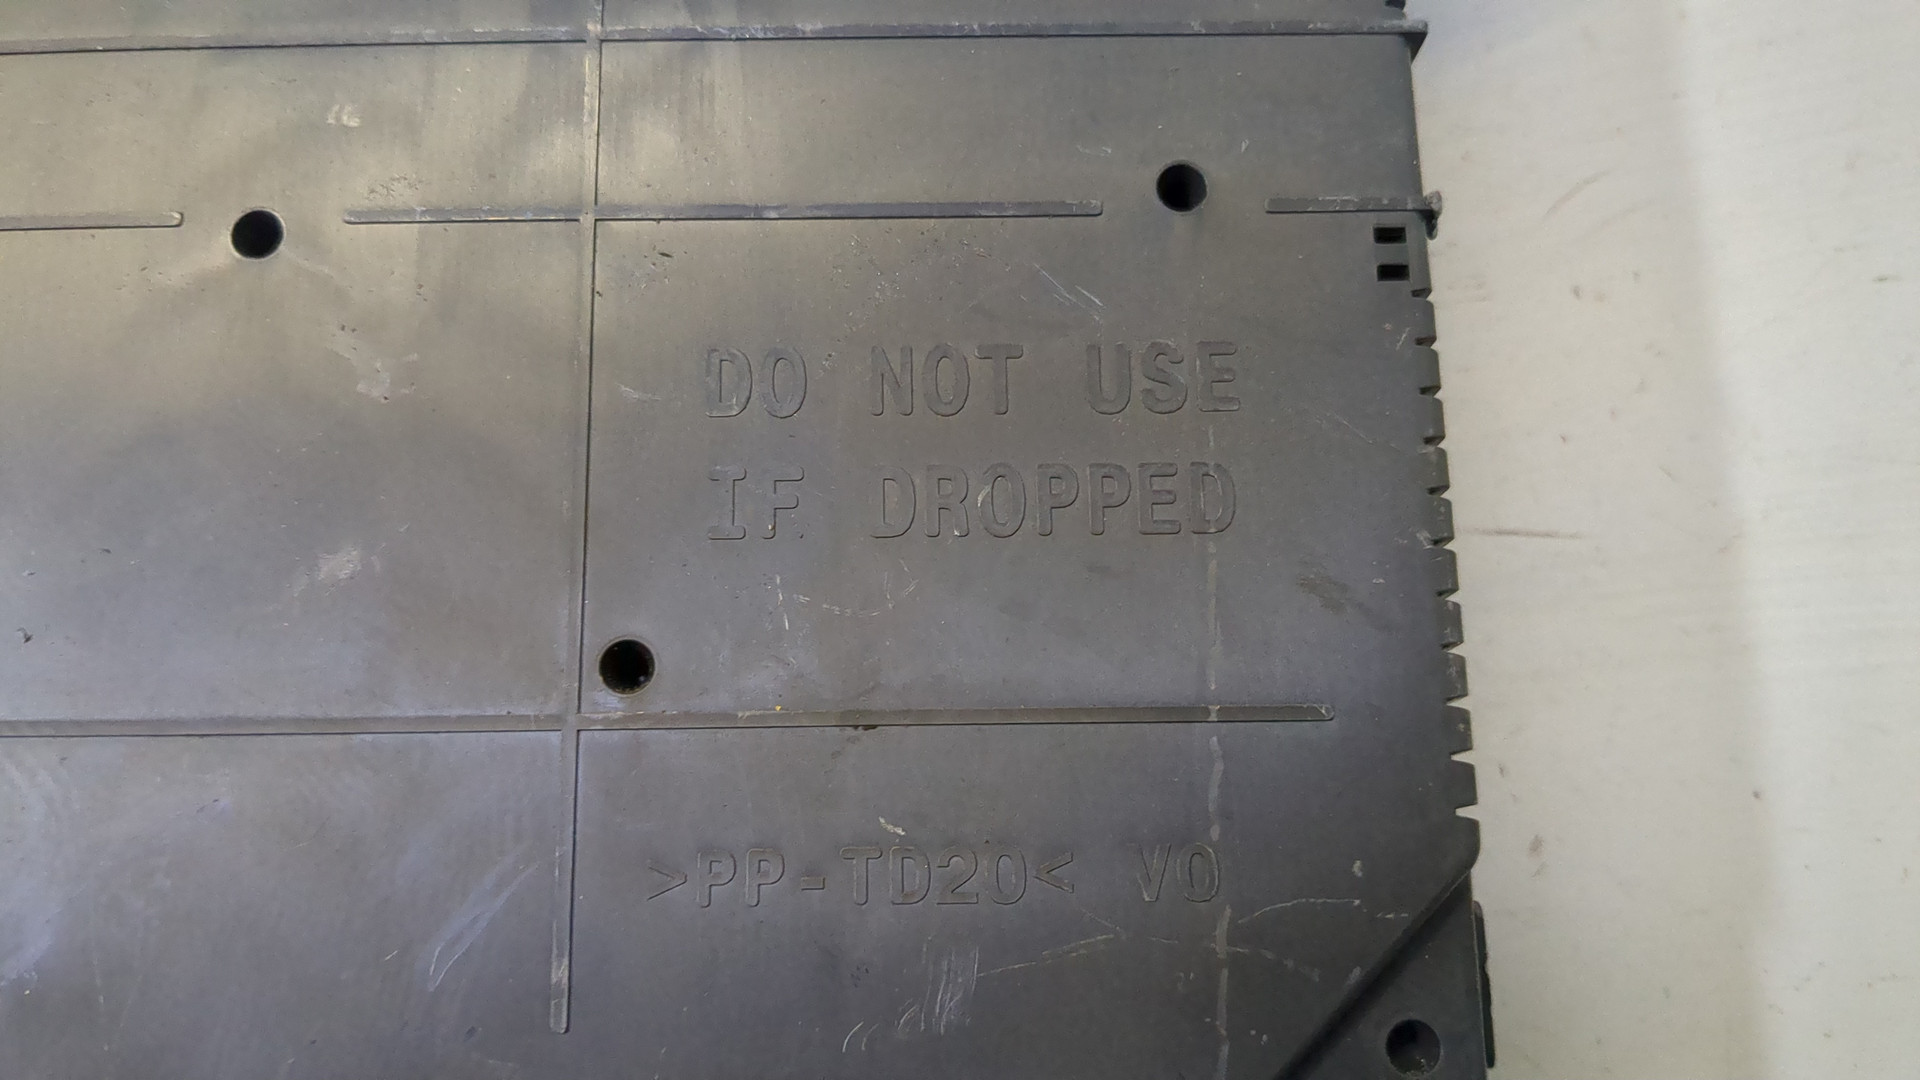 DO NOT USE
IF DROPPED
>PP-TD20< V0